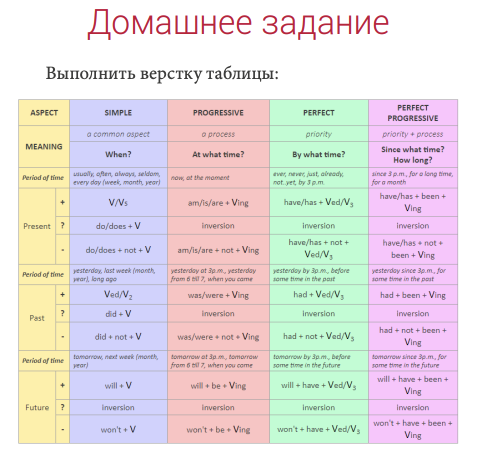 Домашнее задание
Выполнить верстку таблицы:
ASPECT SIMPLE PROGRESSIVE PERFECT PERFECT PROGRESSIVE
MEANING a common aspect a process priority priority + process
When? At what time? By what time? Since what time? How long?
Period of time usually, often, always, seldom, every day (week, month, year) now, at the moment ever, never, just, already, not..yet, by 3 p.m. since 3 p.m., for a long time, for a month
Present + V/Vs am/is/are + Ving have/has + Ved/V3 have/has + been + Ving
? do/does + V inversion inversion inversion
- do/does + not + V am/is/are + not + Ving have/has + not + Ved/V3 have/has + not + been + Ving
Period of time yesterday, last week (month, year), long ago yesterday at 3p.m., yesterday from 6 till 7, when you came yesterday by 3p.m., before some time in the past yesterday since 3p.m., for some time in the past
Past + Ved/V2 was/were + Ving had + Ved/V3 had + been + Ving
? did + V inversion inversion inversion
- did + not + V was/were + not + Ving had + not + Ved/V3 had + not + been + Ving
Period of time tomorrow, next week (month, year) tomorrow at 3p.m., tomorrow from 6 till 7, when you come tomorrow by 3p.m., before some time in the future tomorrow since 3p.m., for some time in the future
Future + will + V will + be + Ving will + have + Ved/V3 will + have + been + Ving
? inversion inversion inversion inversion
- won't + V won't + be + Ving won't + have + Ved/V3 won't + have + been + Ving